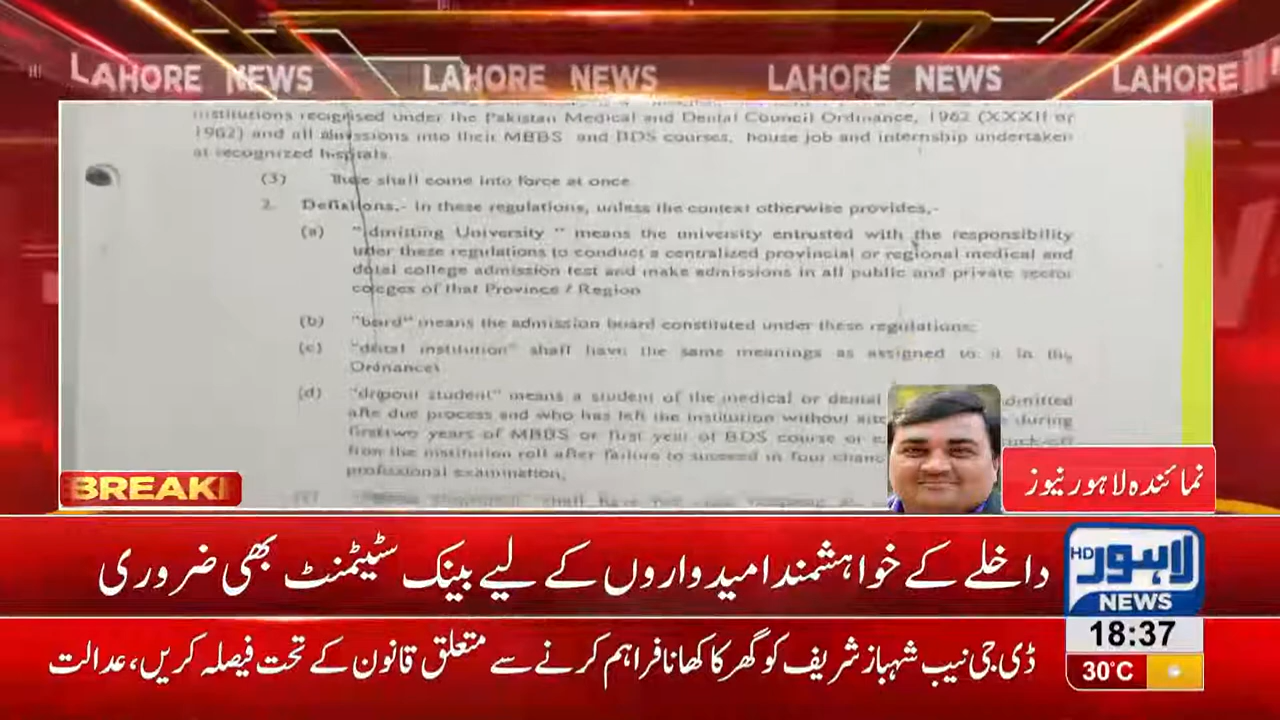 LAHORE NEWS LAHORE NEWS LAHORE NEWS LAHORE
institutions recognised under the Pakistan Medical and Dental Council Ordinance, 1962 (XXXII of
1962) and all admissions into their MBBS and BDS courses, house job and internship undertaken
at recognized hospitals
(3) These shall come into force at once
2. Definitions,- In these regulations, unless the context otherwise provides,-
(a) "admitting University " means the university entrusted with the responsibility
under these regulations to conduct a centralized provincial or regional medical and
dental college admission test and make admissions in all public and private sector
colleges of that Province / Region
(b) "board" means the admission board constituted under these regulations;
(c) "dental institution" shall have the same meanings as assigned to it in the
Ordinances
(d) "dropout student" means a student of the medical or dental dmitted
after due process and who has left the institution without during
first two years of MBBS or first year of BDS course or
from the institution roll after failure to succeed in four
professional examination;
نمائندہ لاہور نیوز
BREAKI
داخلے کے خواہشمند امیدواروں کے لیے بینک سٹیٹمنٹ بھی ضروری
HD لاہور
NEWS
18:37
30°C
ڈی جی نیب شہباز شریف کو گھر کا کھانا فراہم کرنے سے متعلق قانون کے تحت فیصلہ کریں، عدالت